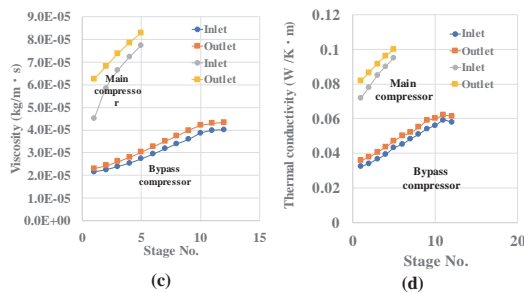 9.0E-05
8.0E-05
7.0E-05
6.0E-05
5.0E-05
4.0E-05
3.0E-05
2.0E-05
1.0E-05
0.0E+00
Viscosity (kg/m・s)
Inlet
Outlet
Inlet
Outlet
Main
compresso
r
Bypass
compressor
0
5
10
15
Stage No.
(c)
0.12
0.1
0.08
0.06
0.04
0.02
0
Thermal conductivity (W /K・m)
Inlet
Outlet
Inlet
Outlet
Main
compressor
Bypass
compressor
0
10
20
Stage No.
(d)